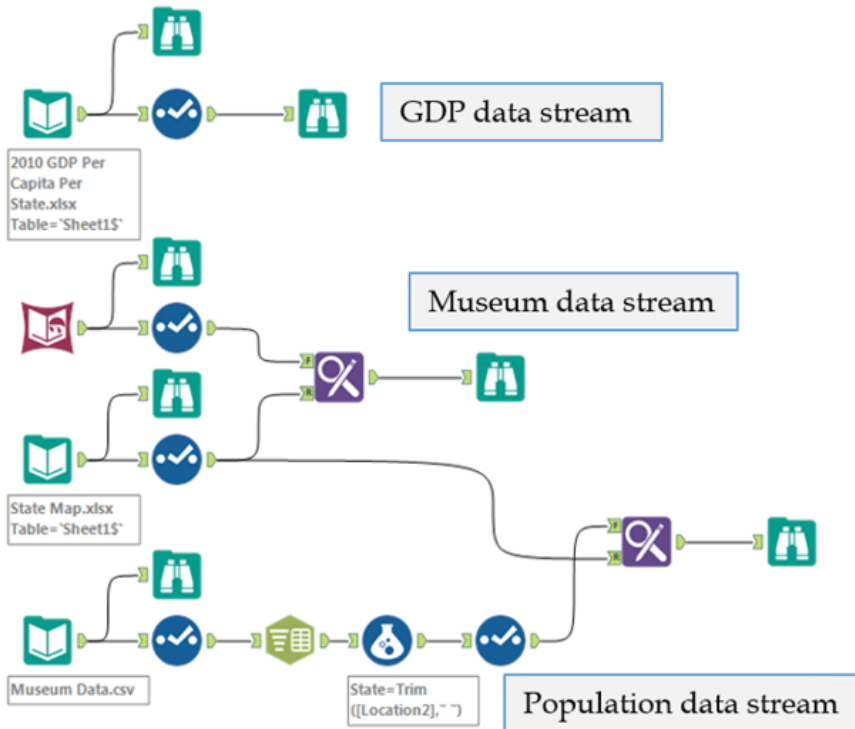 GDP data stream
2010 GDP Per
Capita Per
State.xlsx
Table=`Sheet1$`
Museum data stream
F
R
State Map.xlsx
Table=`Sheet1$`
F
R
Museum Data.csv
State=Trim
([Location2]," ")
Population data stream